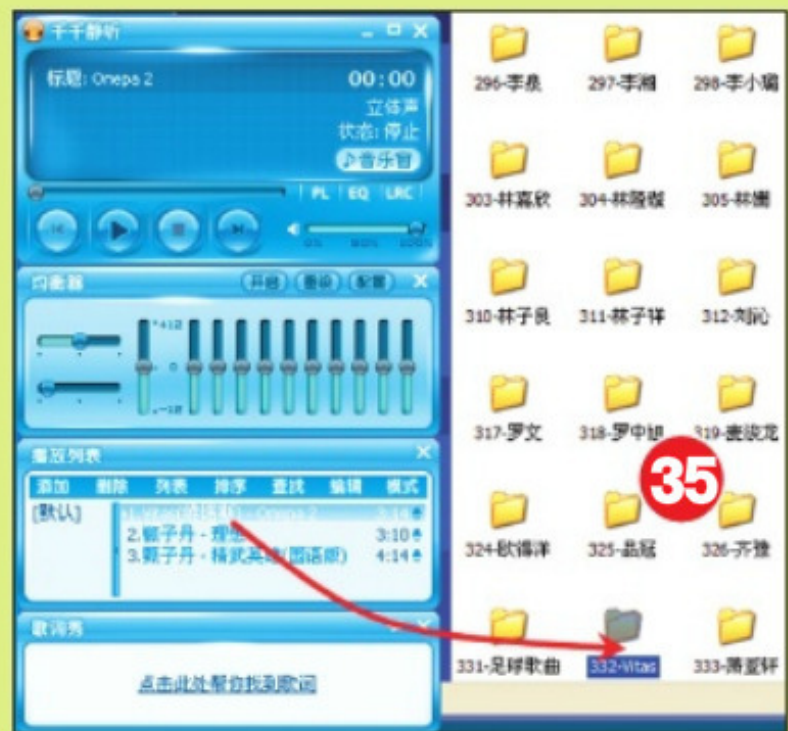 千千静听
标题: Onepa 2
00:00
立体声
状态: 停止
音乐窗
PL EQ LRC
0% 50% 100%
均衡器
开启 重设 配置
+12
0
-12
播放列表
添加 删除 列表 排序 查找 编辑 模式
[默认]
2.甄子丹 - 理想 3:10
3.甄子丹 - 精武英雄(国语版) 4:14
歌词秀
点击此处帮你找到歌词
296-李泉 297-李湘 298-李小璐
303-林嘉欣 304-林隆璇 305-林姗
310-林子良 311-林子祥 312-刘沁
317-罗文 318-罗中旭 319-麦浚龙
35
324-欧得洋 325-品冠 326-齐豫
331-足球歌曲 332-Vitas 333-萧亚轩